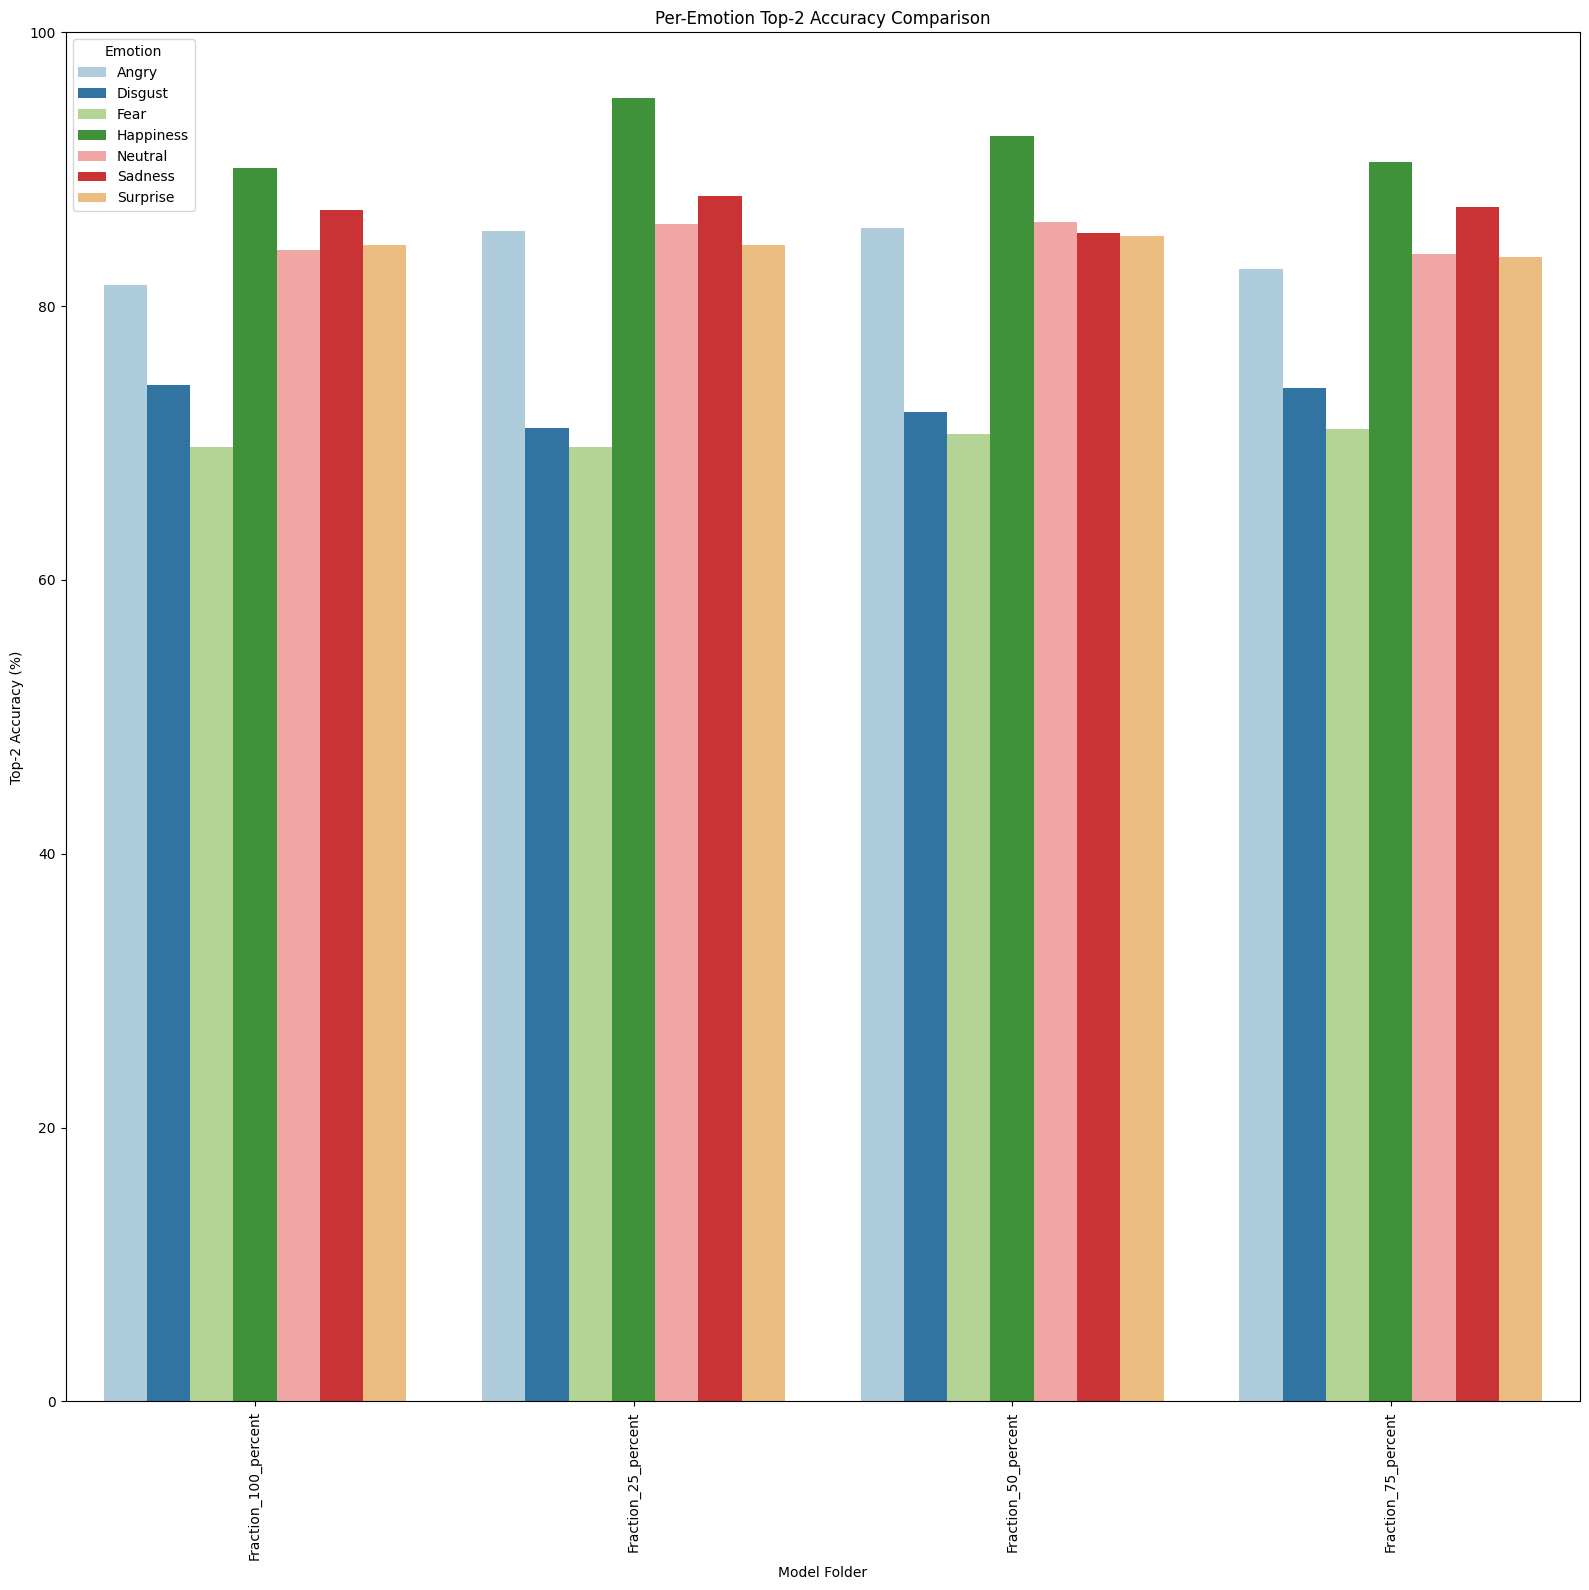 Per-Emotion Top-2 Accuracy Comparison
Emotion
Angry
Disgust
Fear
Happiness
Neutral
Sadness
Surprise
Top-2 Accuracy (%)
100
80
60
40
20
0
Fraction_100_percent
Fraction_25_percent
Fraction_50_percent
Fraction_75_percent
Model Folder